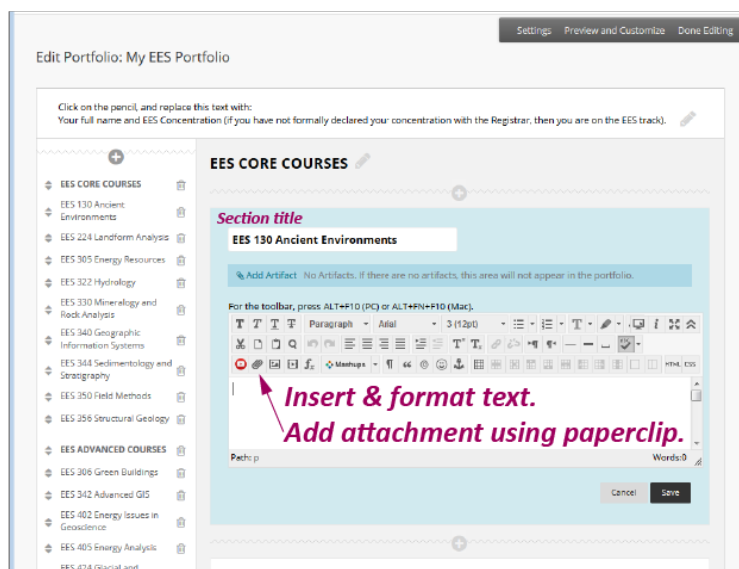 Settings Preview and Customize Done Editing
Edit Portfolio: My EES Portfolio
Click on the pencil, and replace this text with:
Your full name and EES Concentration (if you have not formally declared your concentration with the Registrar, then you are on the EES track).
EES CORE COURSES
EES 130 Ancient
Environments
EES 224 Landform Analysis
EES 305 Energy Resources
EES 322 Hydrology
EES 330 Mineralogy and
Rock Analysis
EES 340 Geographic
Information Systems
EES 344 Sedimentology and
Stratigraphy
EES 350 Field Methods
EES 356 Structural Geology
EES ADVANCED COURSES
EES 306 Green Buildings
EES 342 Advanced GIS
EES 402 Energy Issues in
Geoscience
EES 405 Energy Analysis
EES 424 Glacial and
EES CORE COURSES
Section title
EES 130 Ancient Environments
Add Artifact No Artifacts. If there are no artifacts, this area will not appear in the portfolio.
For the toolbar, press ALT+F10 (PC) or ALT+FN+F10 (Mac).
T T T T Paragraph Arial 3 (12pt) T
T T
Mashups HTML CSS
Insert & format text.
Add attachment using paperclip.
Path: p Words:0
Cancel Save